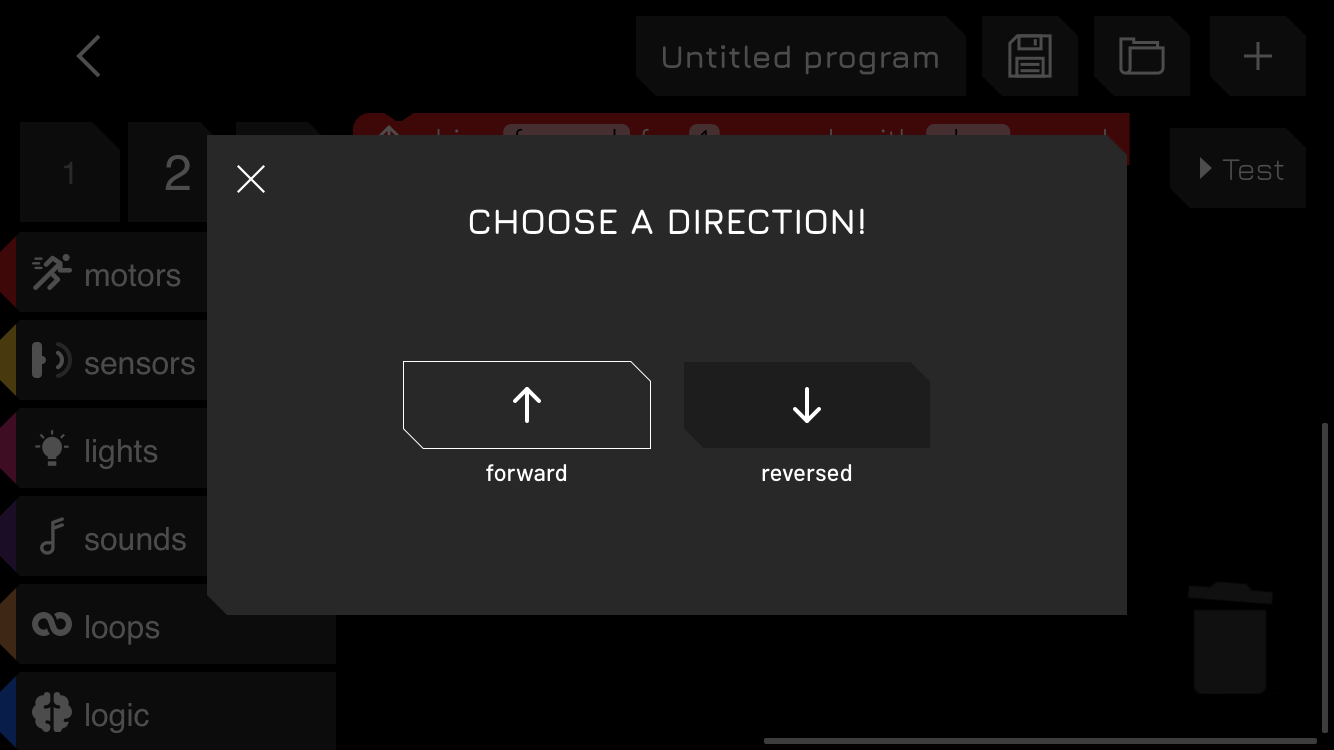 Untitled program
1
2
Test
CHOOSE A DIRECTION!
motors
sensors
lights
sounds
loops
logic
forward
reversed